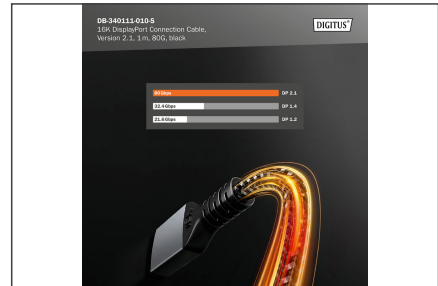 DB-340111-010-S
16K DisplayPort Connection Cable,
Version 2.1, 1 m, 80G, black
DIGITUS®
80 Gbps DP 2.1
32.4 Gbps DP 1.4
21.6 Gbps DP 1.2